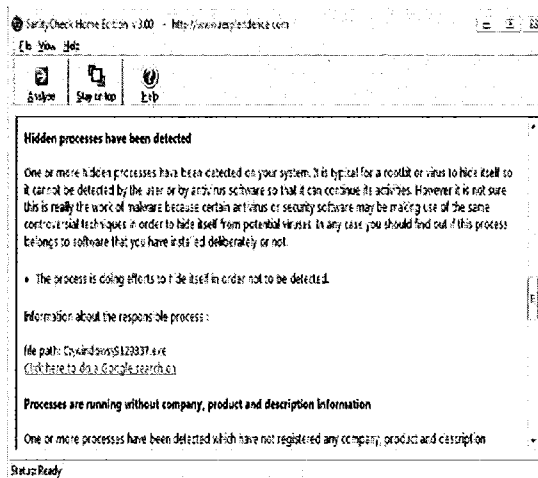 SanityCheck Home Edition v 3.00 - http://www.resplendence.com
File View Help
Analyze Stay on top Help
Hidden processes have been detected
One or more hidden processes have been detected on your system. It is typical for a rootkit or virus to hide itself so
it cannot be detected by the user or by antivirus software so that it can continue its activities. However it is not sure
this is really the work of malware because certain antivirus or security software may be making use of the same
controversial techniques in order to hide itself from potential viruses. In any case you should find out if this process
belongs to software that you have installed deliberately or not.
• The process is doing efforts to hide itself in order not to be detected.
Information about the responsible process :
file path: C:\windows\
Click here to do a Google search on
Processes are running without company, product and description information
One or more processes have been detected which have not registered any company, product and description
Status: Ready